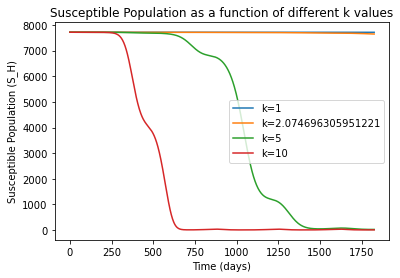 Susceptible Population as a function of different k values
Susceptible Population (S_H)
8000
7000
6000
5000
4000
3000
2000
1000
0
k=1
k=2.074696305951221
k=5
k=10
0 250 500 750 1000 1250 1500 1750
Time (days)